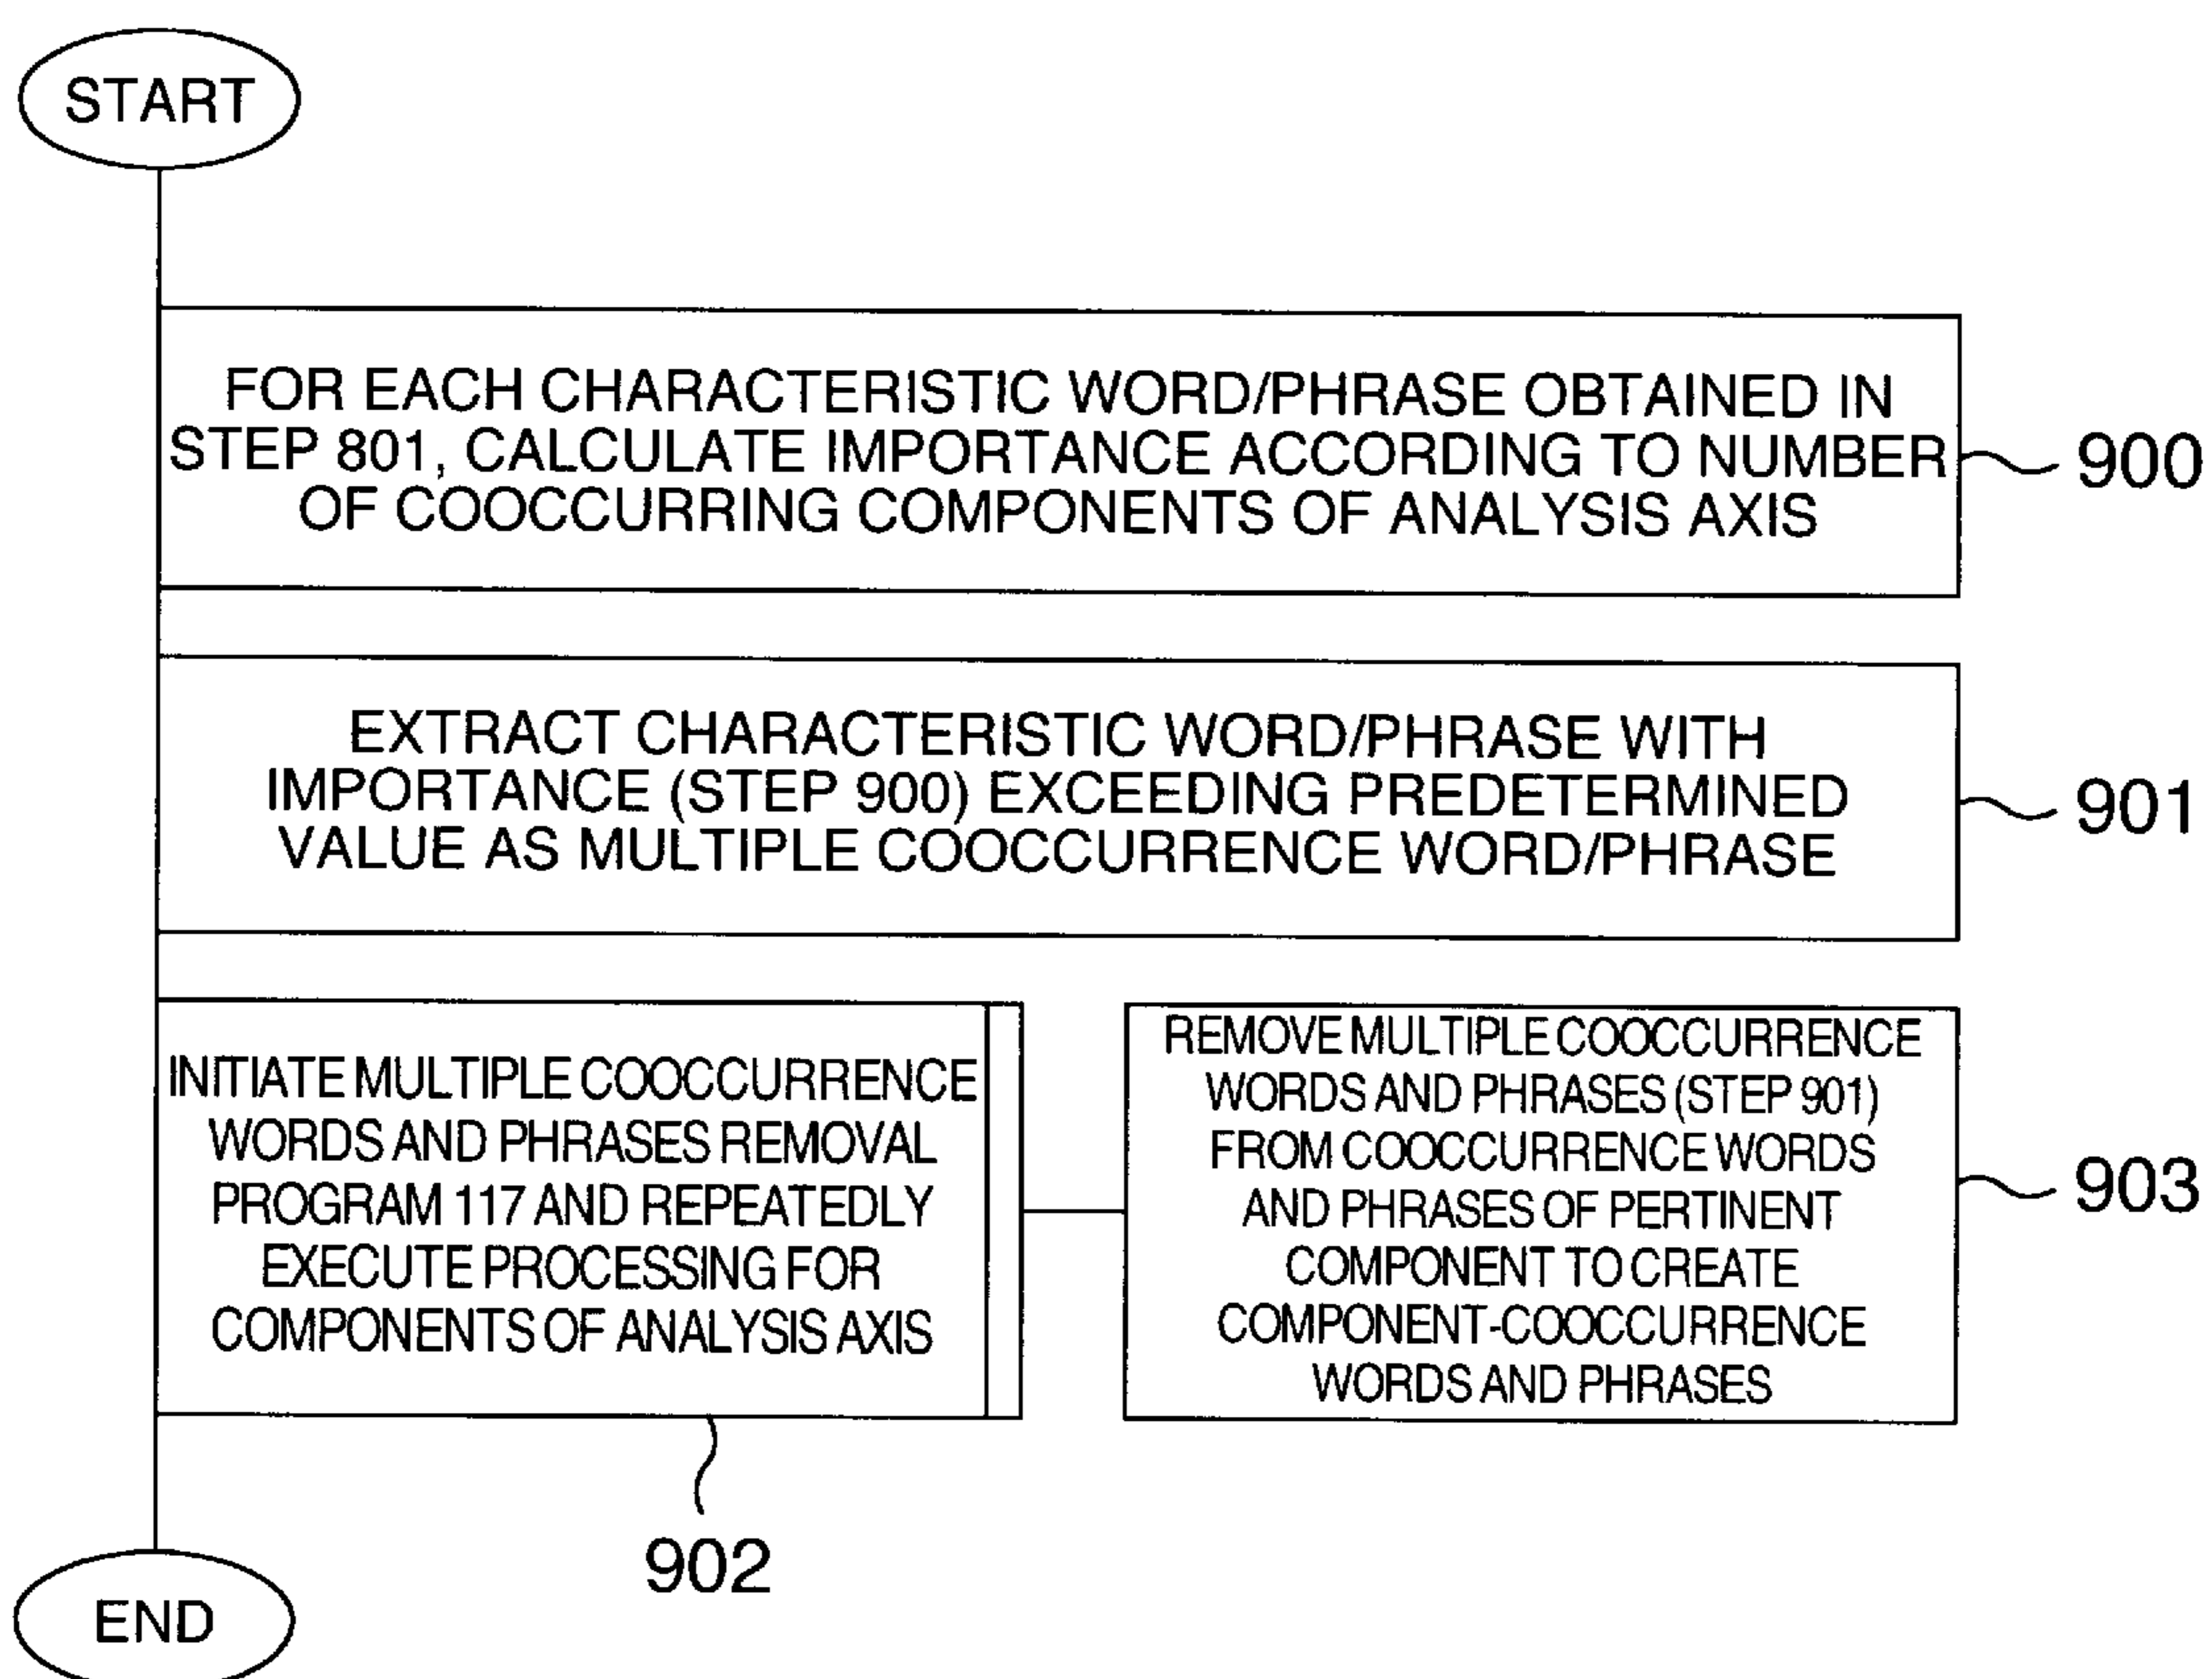 START
FOR EACH CHARACTERISTIC WORD/PHRASE OBTAINED IN
STEP 801, CALCULATE IMPORTANCE ACCORDING TO NUMBER
OF COOCCURRING COMPONENTS OF ANALYSIS AXIS
900
EXTRACT CHARACTERISTIC WORD/PHRASE WITH
IMPORTANCE (STEP 900) EXCEEDING PREDETERMINED
VALUE AS MULTIPLE COOCCURRENCE WORD/PHRASE
901
INITIATE MULTIPLE COOCCURRENCE
WORDS AND PHRASES REMOVAL
PROGRAM 117 AND REPEATEDLY
EXECUTE PROCESSING FOR
COMPONENTS OF ANALYSIS AXIS
902
REMOVE MULTIPLE COOCCURRENCE
WORDS AND PHRASES (STEP 901)
FROM COOCCURRENCE WORDS
AND PHRASES OF PERTINENT
COMPONENT TO CREATE
COMPONENT-COOCCURRENCE
WORDS AND PHRASES
903
END